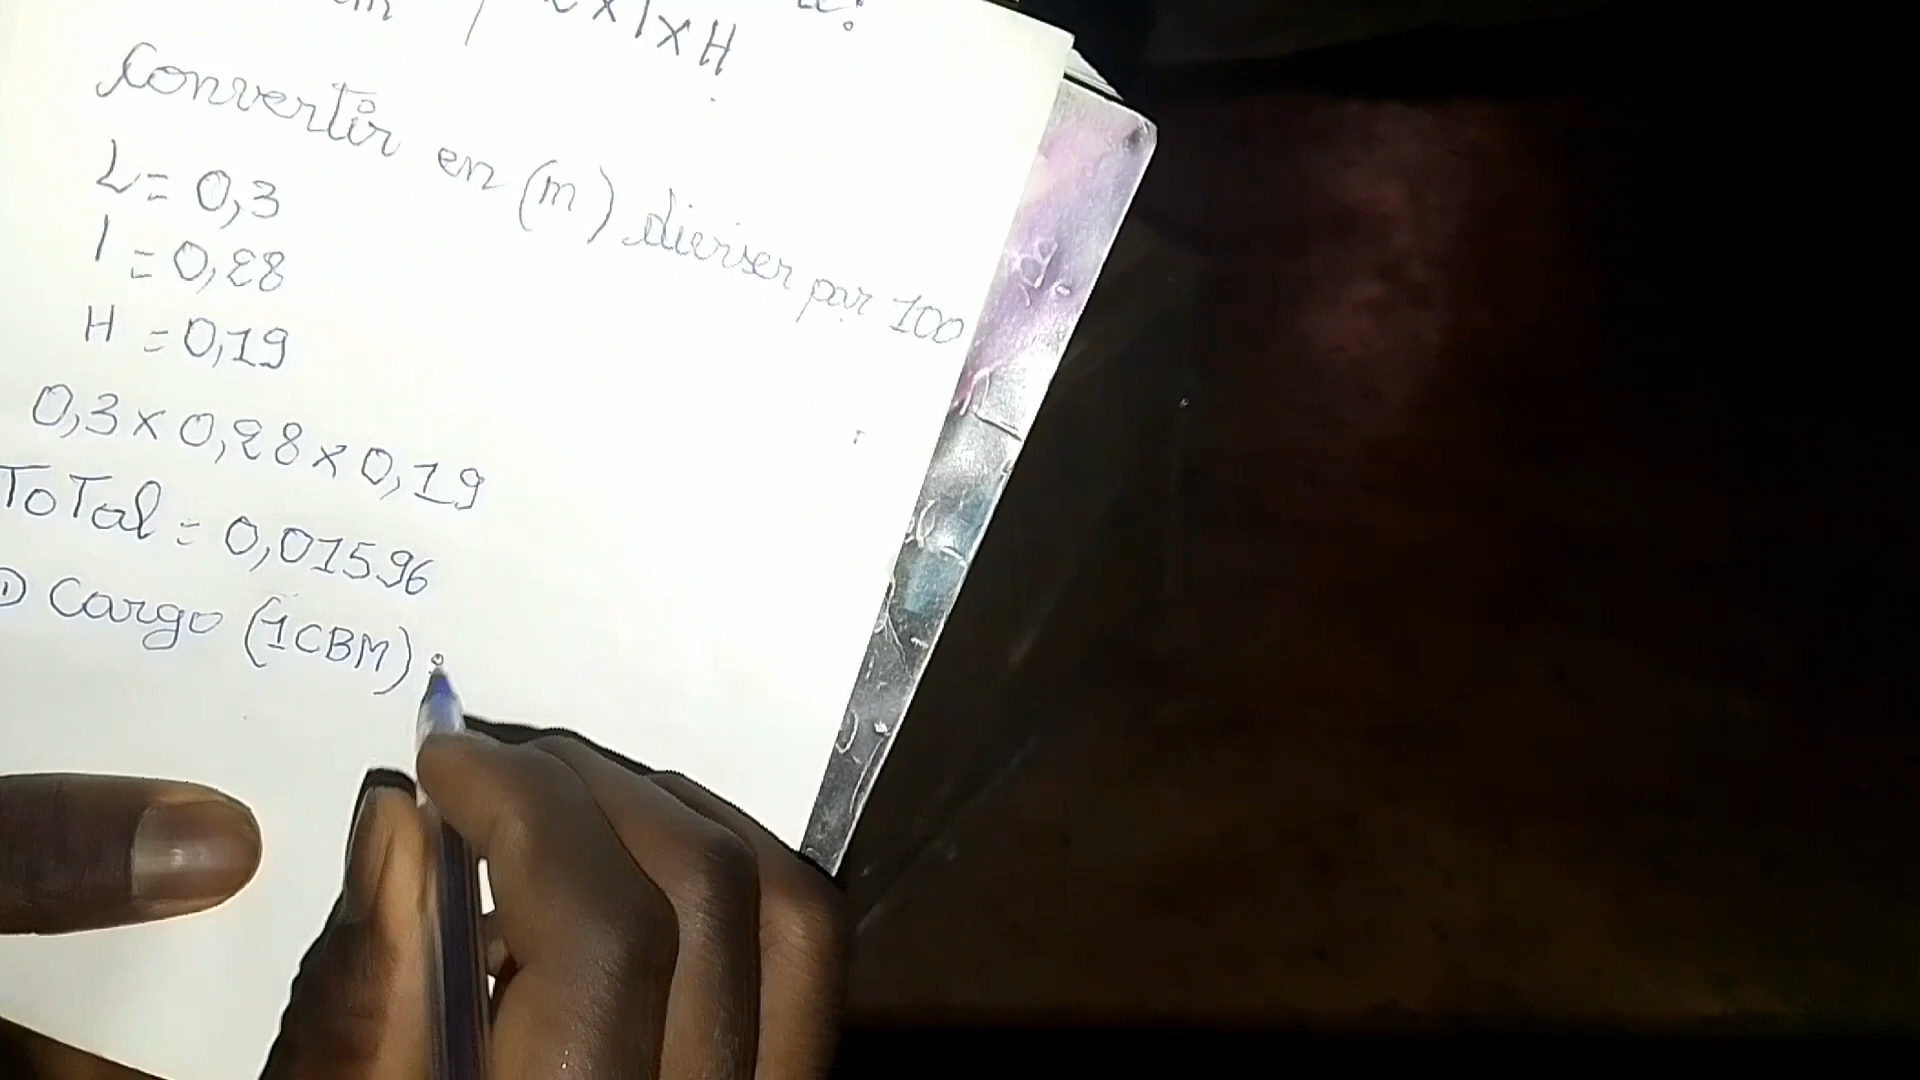 x l x H
Convertir en (m) diviser par 100
L = 0,3
l = 0,28
H = 0,19
0,3 x 0,28 x 0,19
ToTal = 0,01596
① Cargo (1CBM) :